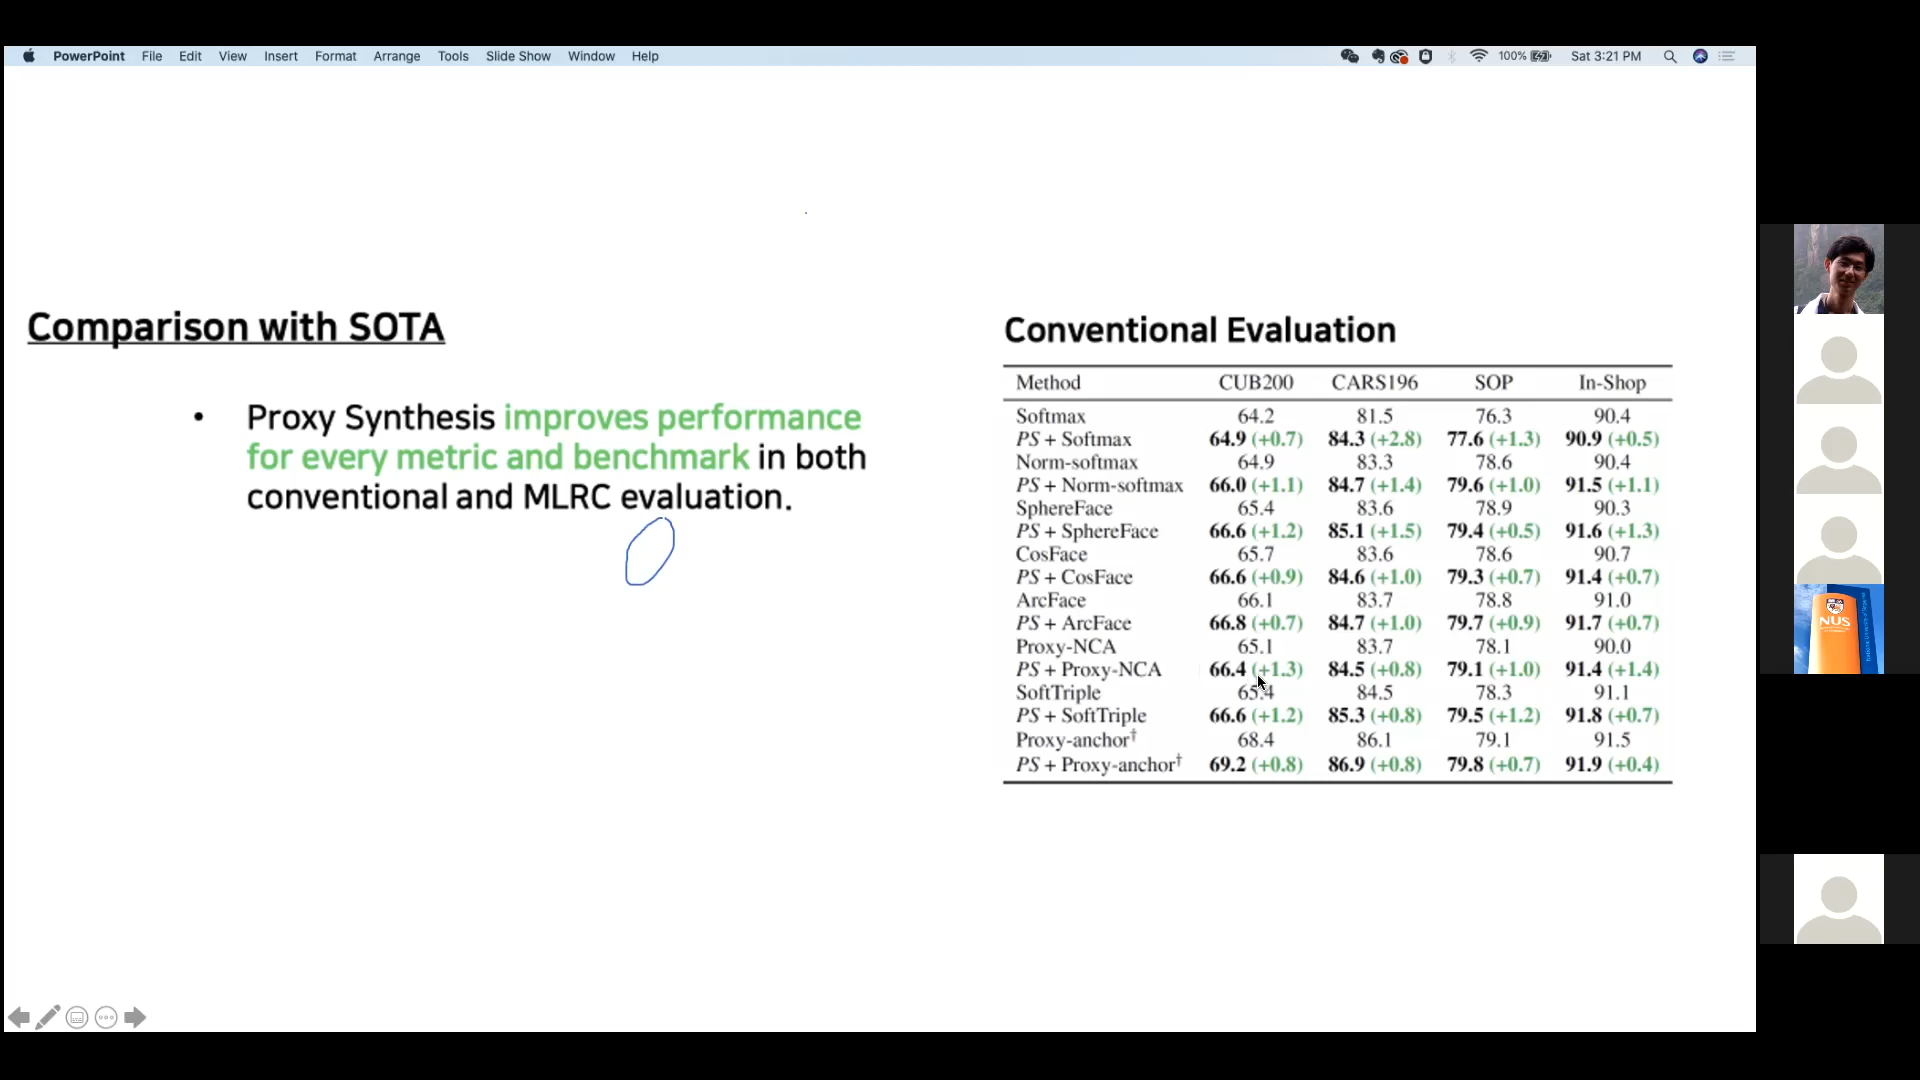 PowerPoint File Edit View Insert Format Arrange Tools Slide Show Window Help 100% Sat 3:21 PM
Comparison with SOTA
• Proxy Synthesis improves performance
for every metric and benchmark in both
conventional and MLRC evaluation.
Conventional Evaluation
Method CUB200 CARS196 SOP In-Shop
Softmax 64.2 81.5 76.3 90.4
PS + Softmax 64.9 (+0.7) 84.3 (+2.8) 77.6 (+1.3) 90.9 (+0.5)
Norm-softmax 64.9 83.3 78.6 90.4
PS + Norm-softmax 66.0 (+1.1) 84.7 (+1.4) 79.6 (+1.0) 91.5 (+1.1)
SphereFace 65.4 83.6 78.9 90.3
PS + SphereFace 66.6 (+1.2) 85.1 (+1.5) 79.4 (+0.5) 91.6 (+1.3)
CosFace 65.7 83.6 78.6 90.7
PS + CosFace 66.6 (+0.9) 84.6 (+1.0) 79.3 (+0.7) 91.4 (+0.7)
ArcFace 66.1 83.7 78.8 91.0
PS + ArcFace 66.8 (+0.7) 84.7 (+1.0) 79.7 (+0.9) 91.7 (+0.7)
Proxy-NCA 65.1 83.7 78.1 90.0
PS + Proxy-NCA 66.4 (+1.3) 84.5 (+0.8) 79.1 (+1.0) 91.4 (+1.4)
SoftTriple 65.4 84.5 78.3 91.1
PS + SoftTriple 66.6 (+1.2) 85.3 (+0.8) 79.5 (+1.2) 91.8 (+0.7)
Proxy-anchor† 68.4 86.1 79.1 91.5
PS + Proxy-anchor† 69.2 (+0.8) 86.9 (+0.8) 79.8 (+0.7) 91.9 (+0.4)
NUS